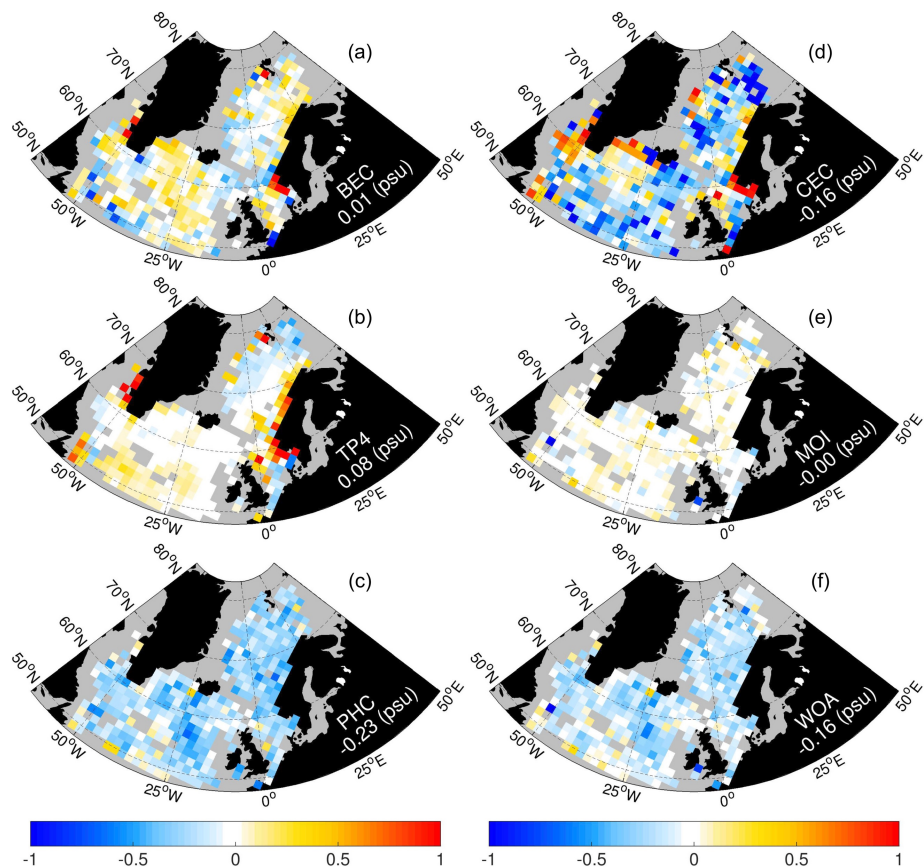 (a)
80°N
70°N
60°N
50°N
50°W
25°W
0°
25°E
50°E
BEC
0.01 (psu)
(d)
80°N
70°N
60°N
50°N
50°W
25°W
0°
25°E
50°E
CEC
-0.16 (psu)
(b)
80°N
70°N
60°N
50°N
50°W
25°W
0°
25°E
50°E
TP4
0.08 (psu)
(e)
80°N
70°N
60°N
50°N
50°W
25°W
0°
25°E
50°E
MOI
-0.00 (psu)
(c)
80°N
70°N
60°N
50°N
50°W
25°W
0°
25°E
50°E
PHC
-0.23 (psu)
(f)
80°N
70°N
60°N
50°N
50°W
25°W
0°
25°E
50°E
WOA
-0.16 (psu)
-1 -0.5 0 0.5 1
-1 -0.5 0 0.5 1